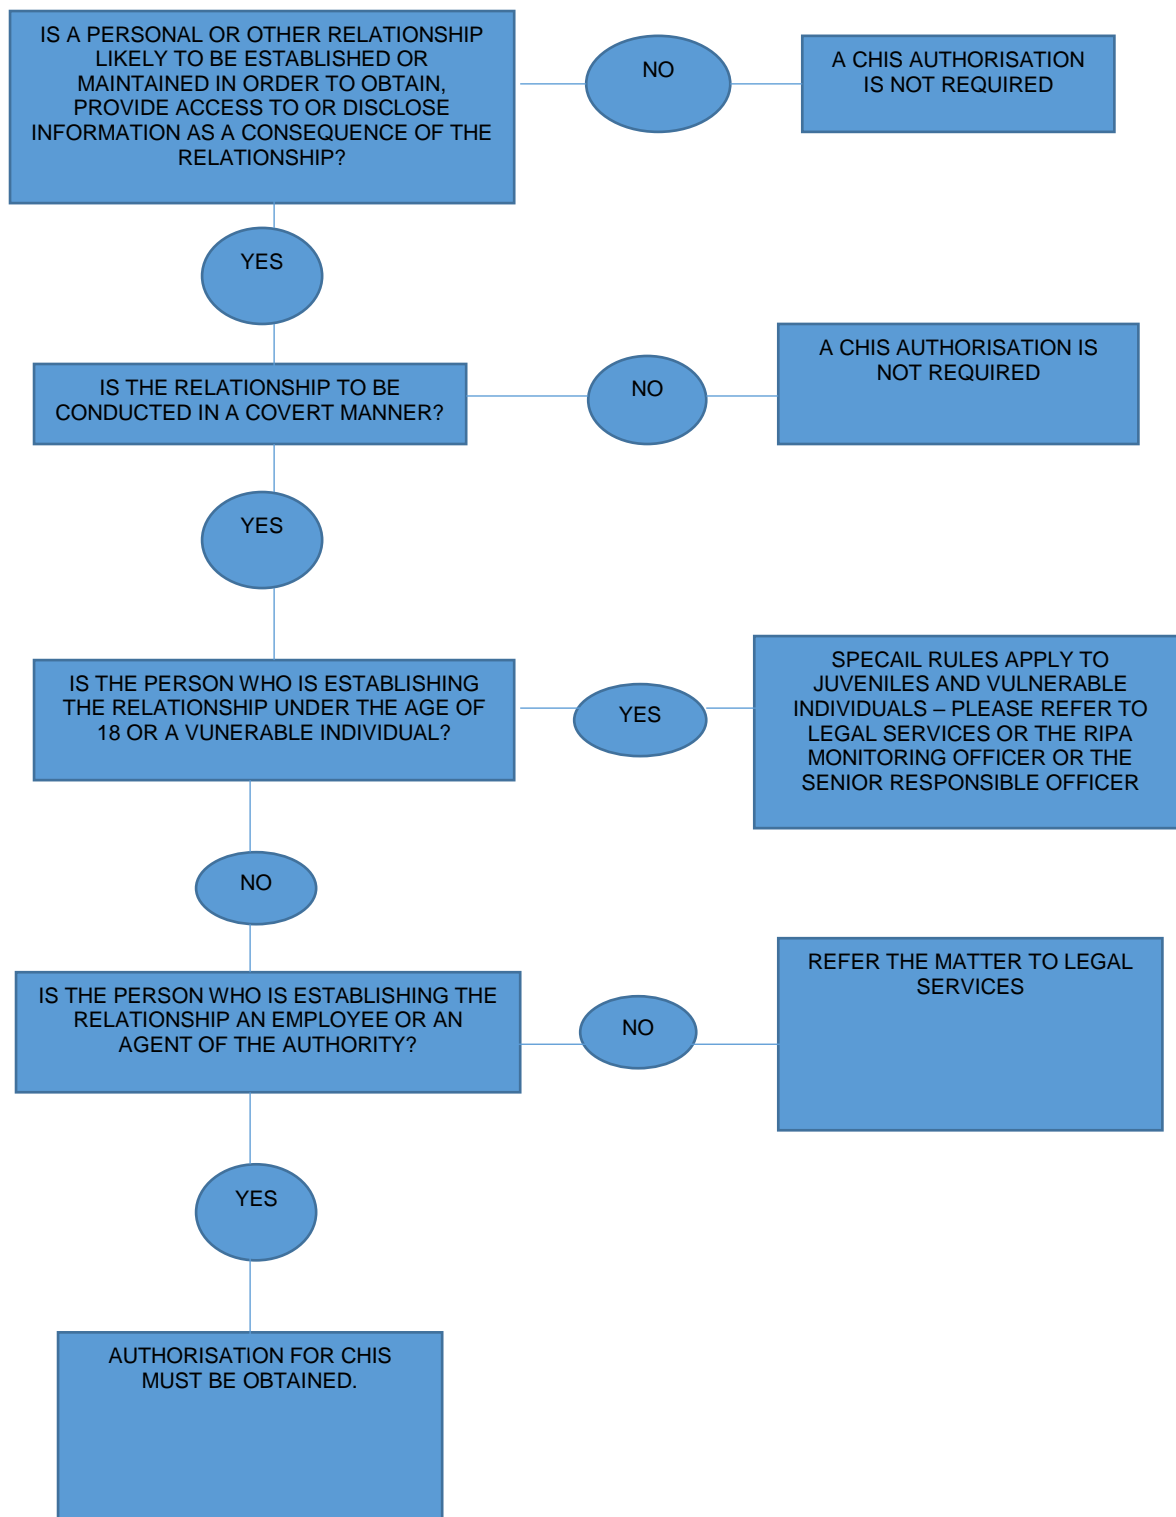 IS A PERSONAL OR OTHER RELATIONSHIP
LIKELY TO BE ESTABLISHED OR
MAINTAINED IN ORDER TO OBTAIN,
PROVIDE ACCESS TO OR DISCLOSE
INFORMATION AS A CONSEQUENCE OF THE
RELATIONSHIP?
NO
A CHIS AUTHORISATION
IS NOT REQUIRED
YES
IS THE RELATIONSHIP TO BE
CONDUCTED IN A COVERT MANNER?
NO
A CHIS AUTHORISATION IS
NOT REQUIRED
YES
IS THE PERSON WHO IS ESTABLISHING
THE RELATIONSHIP UNDER THE AGE OF
18 OR A VUNERABLE INDIVIDUAL?
YES
SPECAIL RULES APPLY TO
JUVENILES AND VULNERABLE
INDIVIDUALS – PLEASE REFER TO
LEGAL SERVICES OR THE RIPA
MONITORING OFFICER OR THE
SENIOR RESPONSIBLE OFFICER
NO
IS THE PERSON WHO IS ESTABLISHING THE
RELATIONSHIP AN EMPLOYEE OR AN
AGENT OF THE AUTHORITY?
NO
REFER THE MATTER TO LEGAL
SERVICES
YES
AUTHORISATION FOR CHIS
MUST BE OBTAINED.